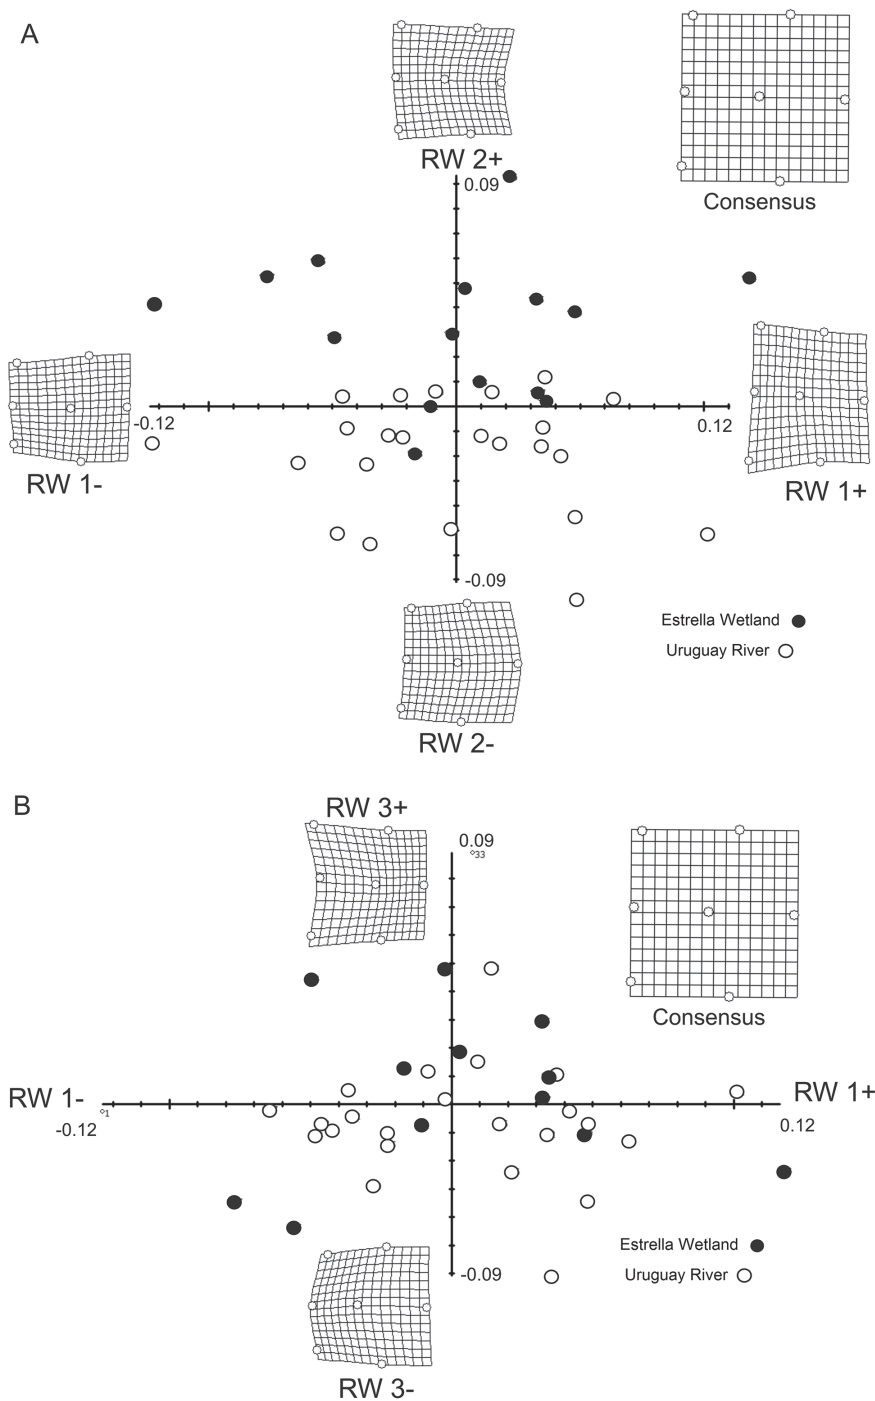 A
RW 2+
0.09
Consensus
-0.12
0.12
RW 1-
RW 1+
-0.09
Estrella Wetland
Uruguay River
RW 2-
B
RW 3+
0.09
33
Consensus
RW 1-
1
RW 1+
-0.12
0.12
Estrella Wetland
-0.09
Uruguay River
RW 3-